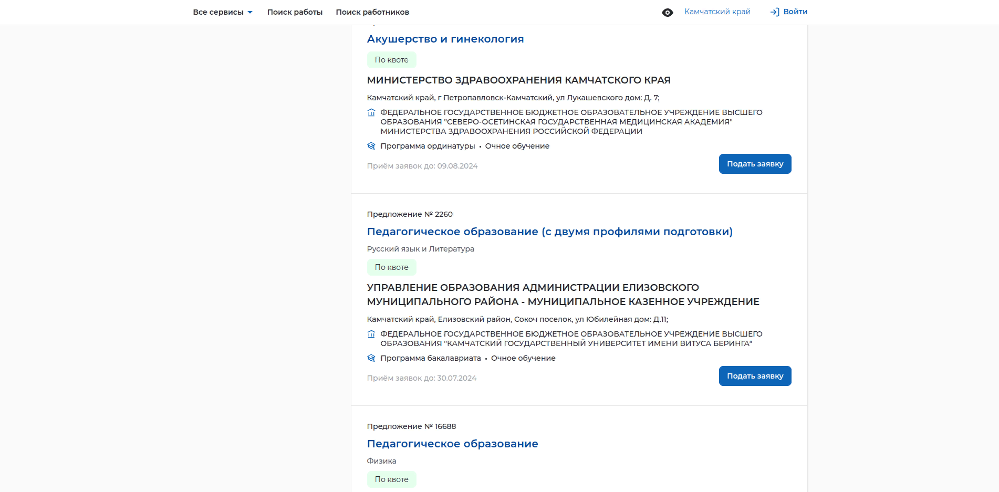 Все сервисы Поиск работы Поиск работников Камчатский край Войти
Акушерство и гинекология
По квоте
МИНИСТЕРСТВО ЗДРАВООХРАНЕНИЯ КАМЧАТСКОГО КРАЯ
Камчатский край, г Петропавловск-Камчатский, ул Лукашевского дом: Д. 7;
ФЕДЕРАЛЬНОЕ ГОСУДАРСТВЕННОЕ БЮДЖЕТНОЕ ОБРАЗОВАТЕЛЬНОЕ УЧРЕЖДЕНИЕ ВЫСШЕГО
ОБРАЗОВАНИЯ "СЕВЕРО-ОСЕТИНСКАЯ ГОСУДАРСТВЕННАЯ МЕДИЦИНСКАЯ АКАДЕМИЯ"
МИНИСТЕРСТВА ЗДРАВООХРАНЕНИЯ РОССИЙСКОЙ ФЕДЕРАЦИИ
Программа ординатуры • Очное обучение
Приём заявок до: 09.08.2024
Подать заявку
Предложение № 2260
Педагогическое образование (с двумя профилями подготовки)
Русский язык и Литература
По квоте
УПРАВЛЕНИЕ ОБРАЗОВАНИЯ АДМИНИСТРАЦИИ ЕЛИЗОВСКОГО
МУНИЦИПАЛЬНОГО РАЙОНА - МУНИЦИПАЛЬНОЕ КАЗЕННОЕ УЧРЕЖДЕНИЕ
Камчатский край, Елизовский район, Сокоч поселок, ул Юбилейная дом: Д.11;
ФЕДЕРАЛЬНОЕ ГОСУДАРСТВЕННОЕ БЮДЖЕТНОЕ ОБРАЗОВАТЕЛЬНОЕ УЧРЕЖДЕНИЕ ВЫСШЕГО
ОБРАЗОВАНИЯ "КАМЧАТСКИЙ ГОСУДАРСТВЕННЫЙ УНИВЕРСИТЕТ ИМЕНИ ВИТУСА БЕРИНГА"
Программа бакалавриата • Очное обучение
Приём заявок до: 30.07.2024
Подать заявку
Предложение № 16688
Педагогическое образование
Физика
По квоте